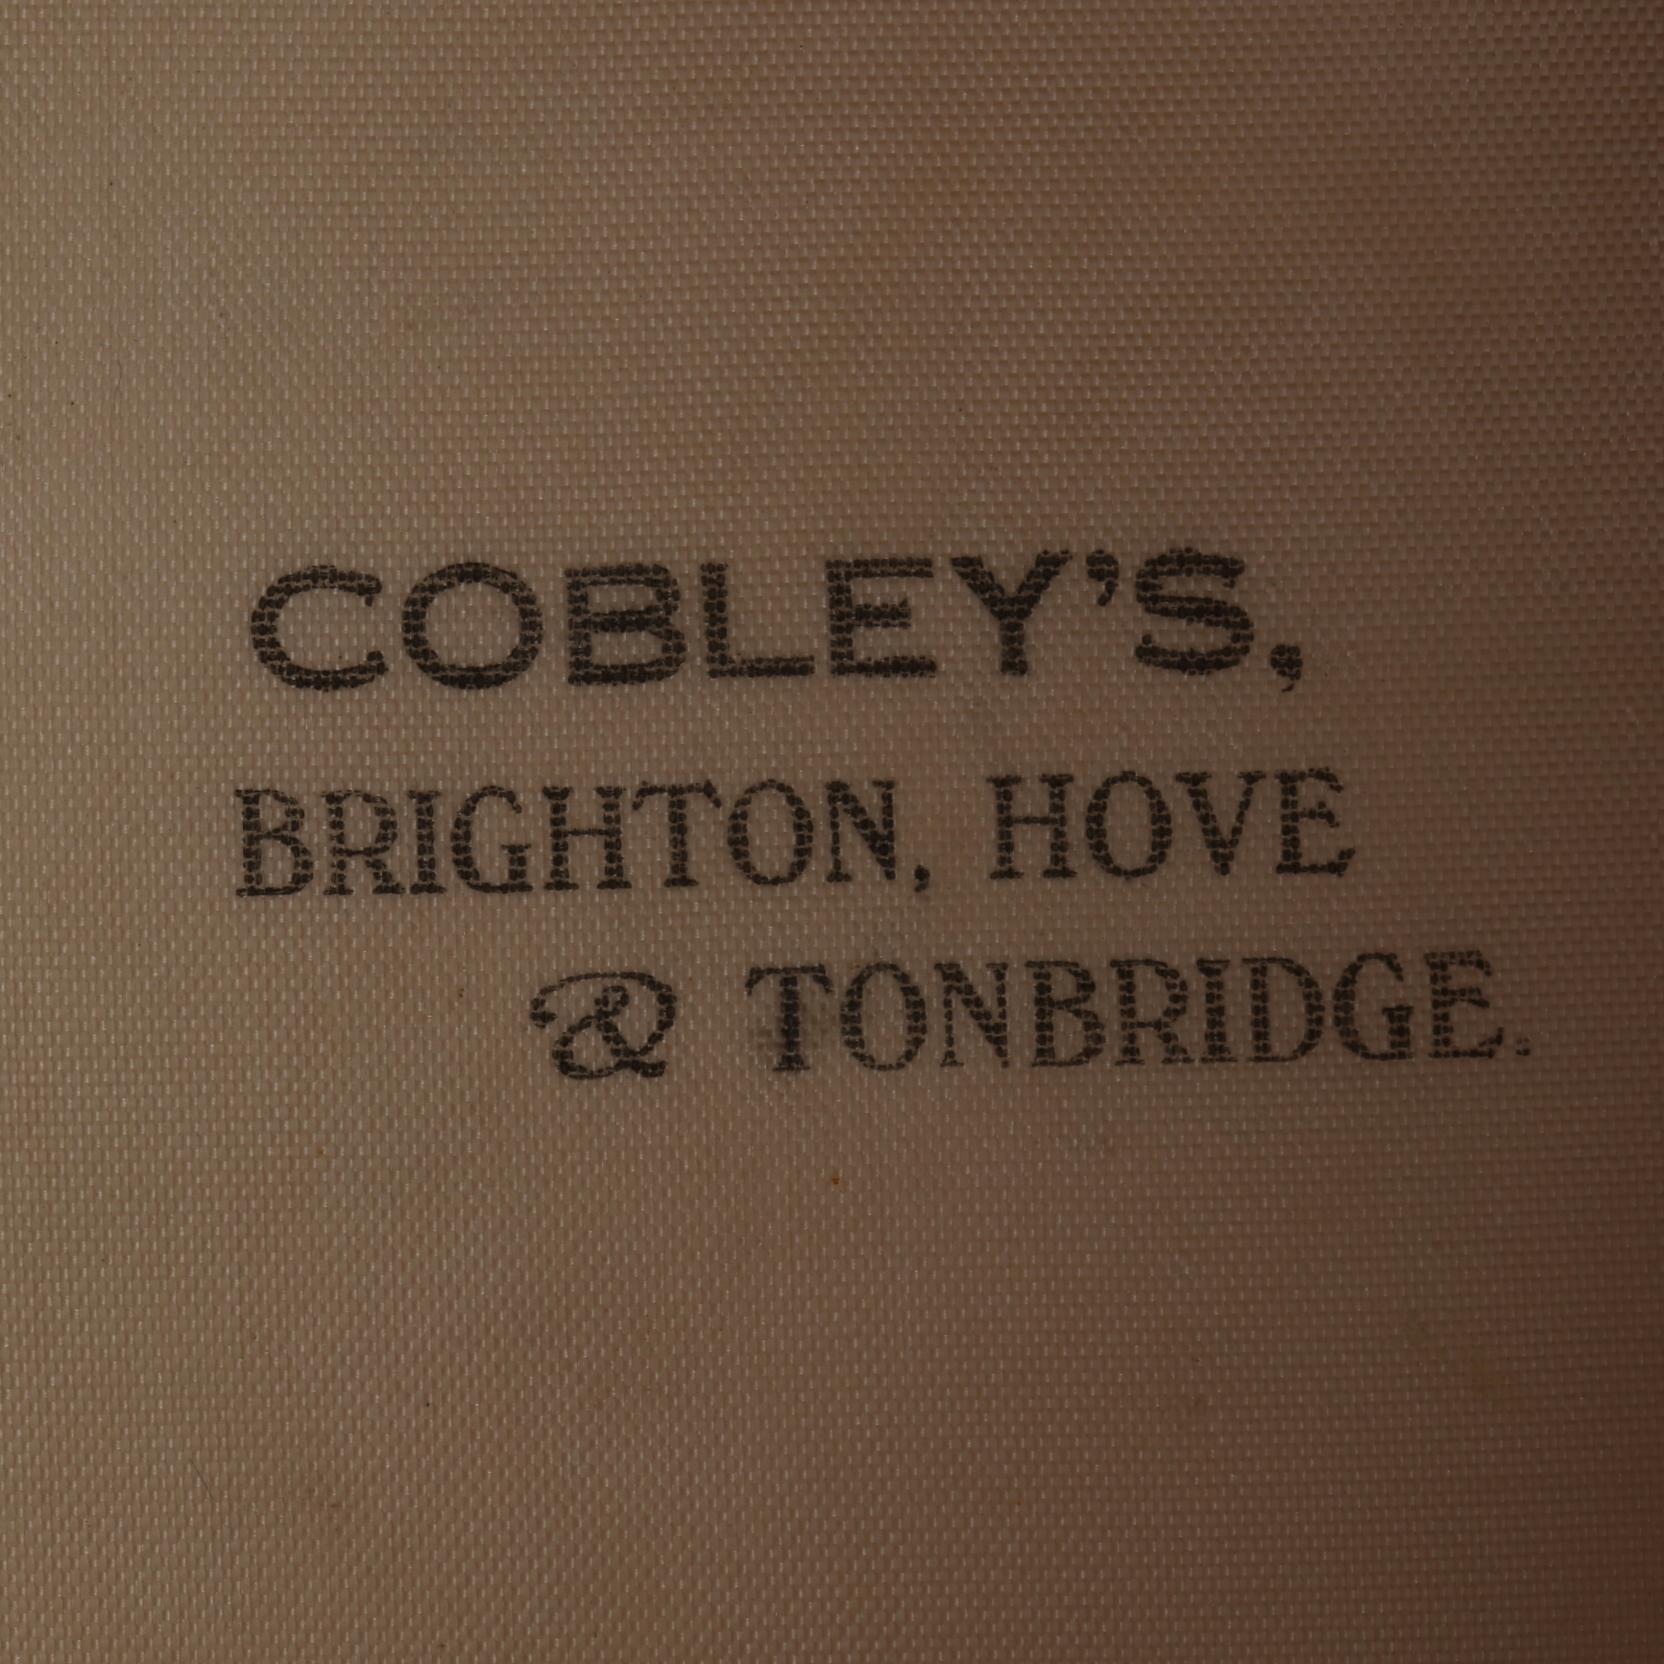 COBLEY'S,
BRIGHTON, HOVE
& TONBRIDGE.